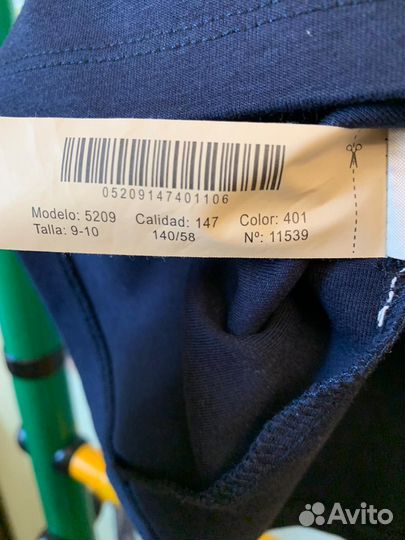 05209147401106
Modelo: 5209 Calidad: 147 Color: 401
Talla: 9-10 140/58 Nº: 11539
Avito